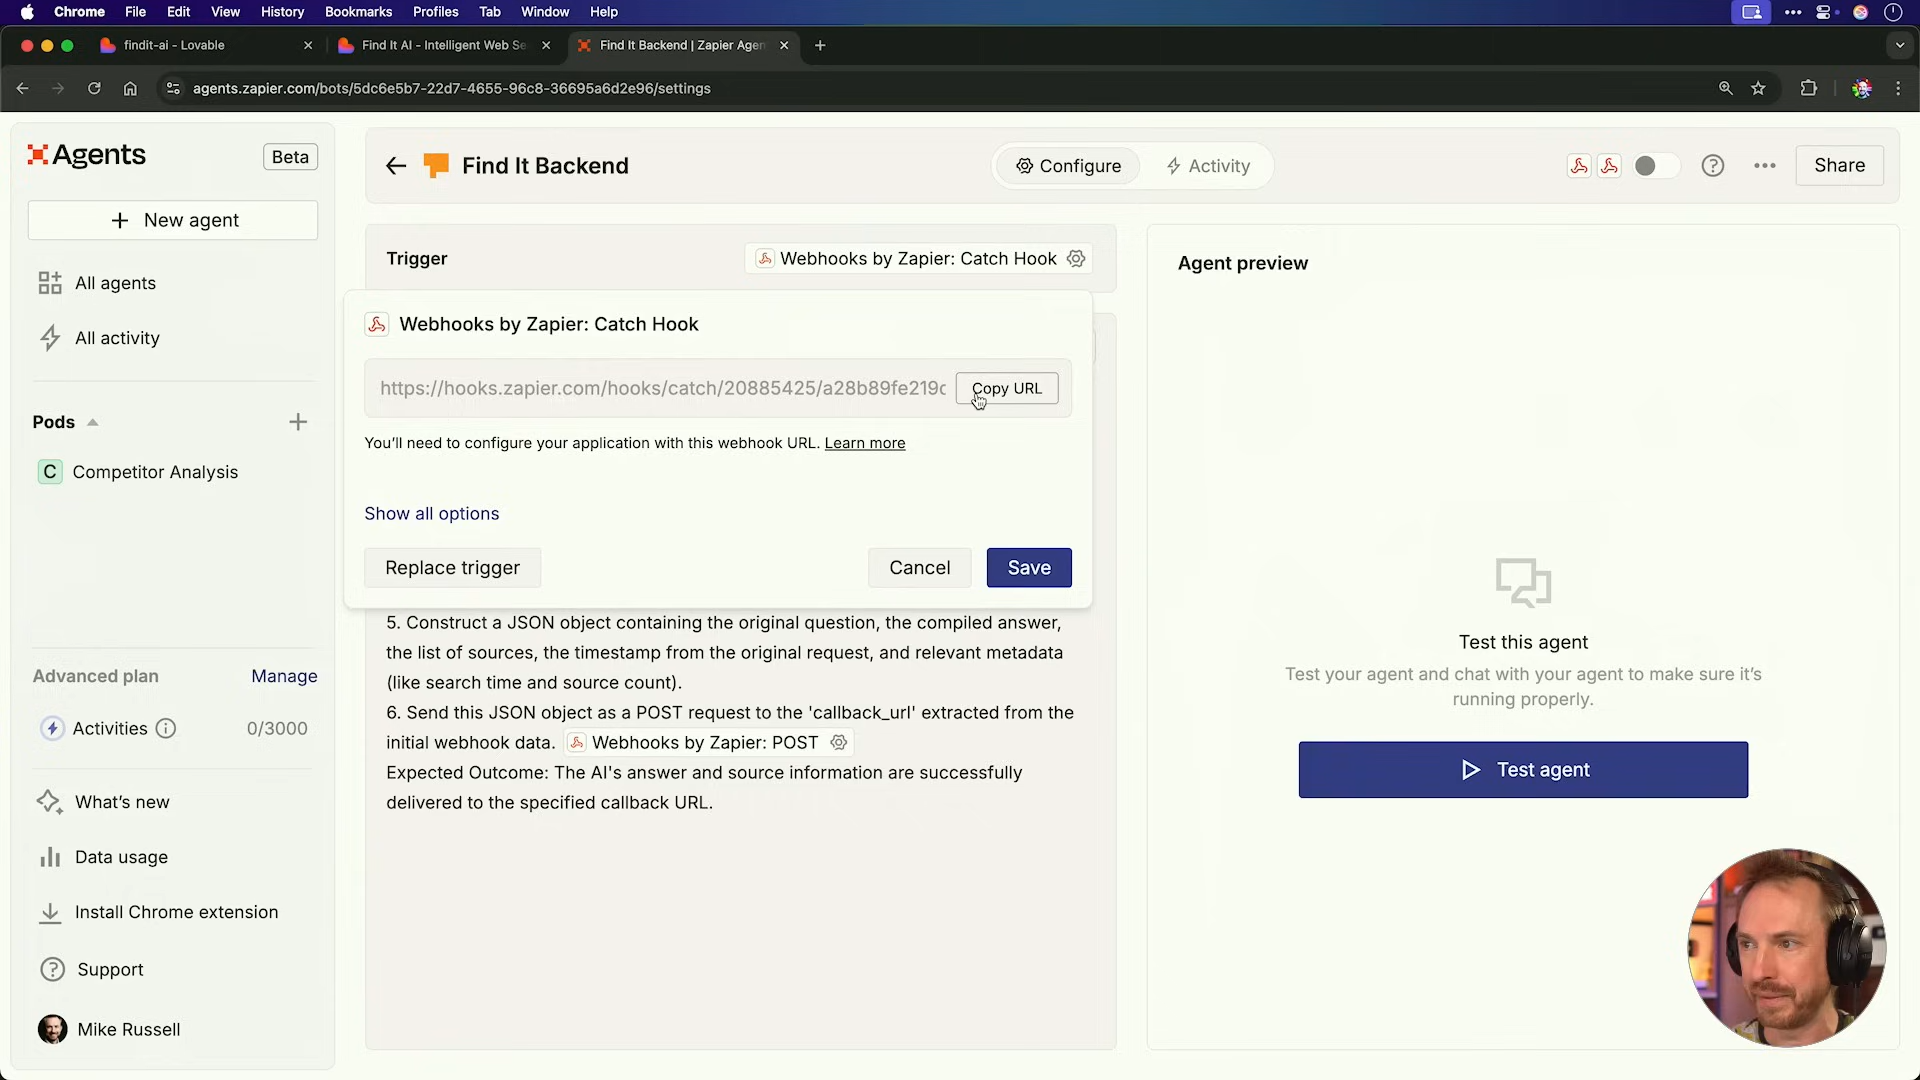 Chrome File Edit View History Bookmarks Profiles Tab Window Help
findit-ai - Lovable
Find It AI - Intelligent Web Se
Find It Backend | Zapier Agen
agents.zapier.com/bots/5dc6e5b7-22d7-4655-96c8-36695a6d2e96/settings
Agents
Beta
New agent
All agents
All activity
Pods
C Competitor Analysis
Advanced plan
Manage
Activities
0/3000
What's new
Data usage
Install Chrome extension
Support
Mike Russell
Find It Backend
Configure
Activity
Share
Trigger
Webhooks by Zapier: Catch Hook
Webhooks by Zapier: Catch Hook
https://hooks.zapier.com/hooks/catch/20885425/a28b89fe219c
Copy URL
You'll need to configure your application with this webhook URL. Learn more
Show all options
Replace trigger
Cancel
Save
5. Construct a JSON object containing the original question, the compiled answer,
the list of sources, the timestamp from the original request, and relevant metadata
(like search time and source count).
6. Send this JSON object as a POST request to the 'callback_url' extracted from the
initial webhook data. Webhooks by Zapier: POST
Expected Outcome: The AI's answer and source information are successfully
delivered to the specified callback URL.
Agent preview
Test this agent
Test your agent and chat with your agent to make sure it's
running properly.
Test agent